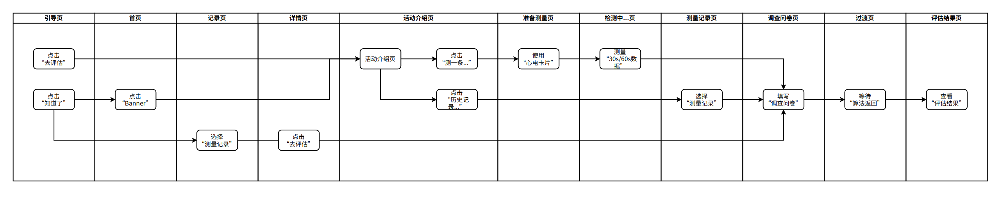 引导页
首页
记录页
详情页
活动介绍页
准备测量页
检测中...页
测量记录页
调查问卷页
过渡页
评估结果页
点击
“去评估”
活动介绍页
点击
“测一条...”
使用
“心电卡片”
测量
“30s/60s数
据”
点击
“知道了”
点击
“Banner”
点击
“历史记
录...”
选择
“测量记录”
填写
“调查问卷”
等待
“算法返回”
查看
“评估结果”
选择
“测量记录”
点击
“去评估”